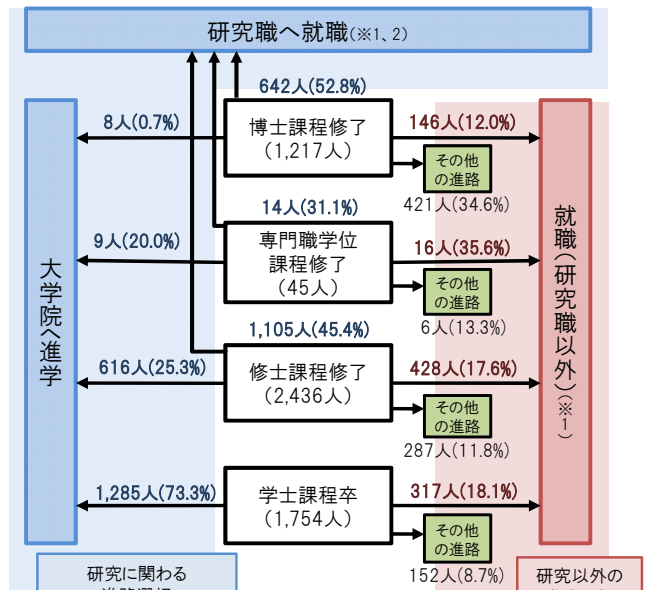 研究職へ就職(※1、2)
642人(52.8%)
8人(0.7%)
博士課程修了
(1,217人)
146人(12.0%)
その他
の進路
421人(34.6%)
14人(31.1%)
9人(20.0%)
専門職学位
課程修了
(45人)
16人(35.6%)
その他
の進路
6人(13.3%)
大学院へ進学
就職(研究職以外)(※1)
1,105人(45.4%)
616人(25.3%)
修士課程修了
(2,436人)
428人(17.6%)
その他
の進路
287人(11.8%)
1,285人(73.3%)
学士課程卒
(1,754人)
317人(18.1%)
その他
の進路
152人(8.7%)
研究に関わる
研究以外の